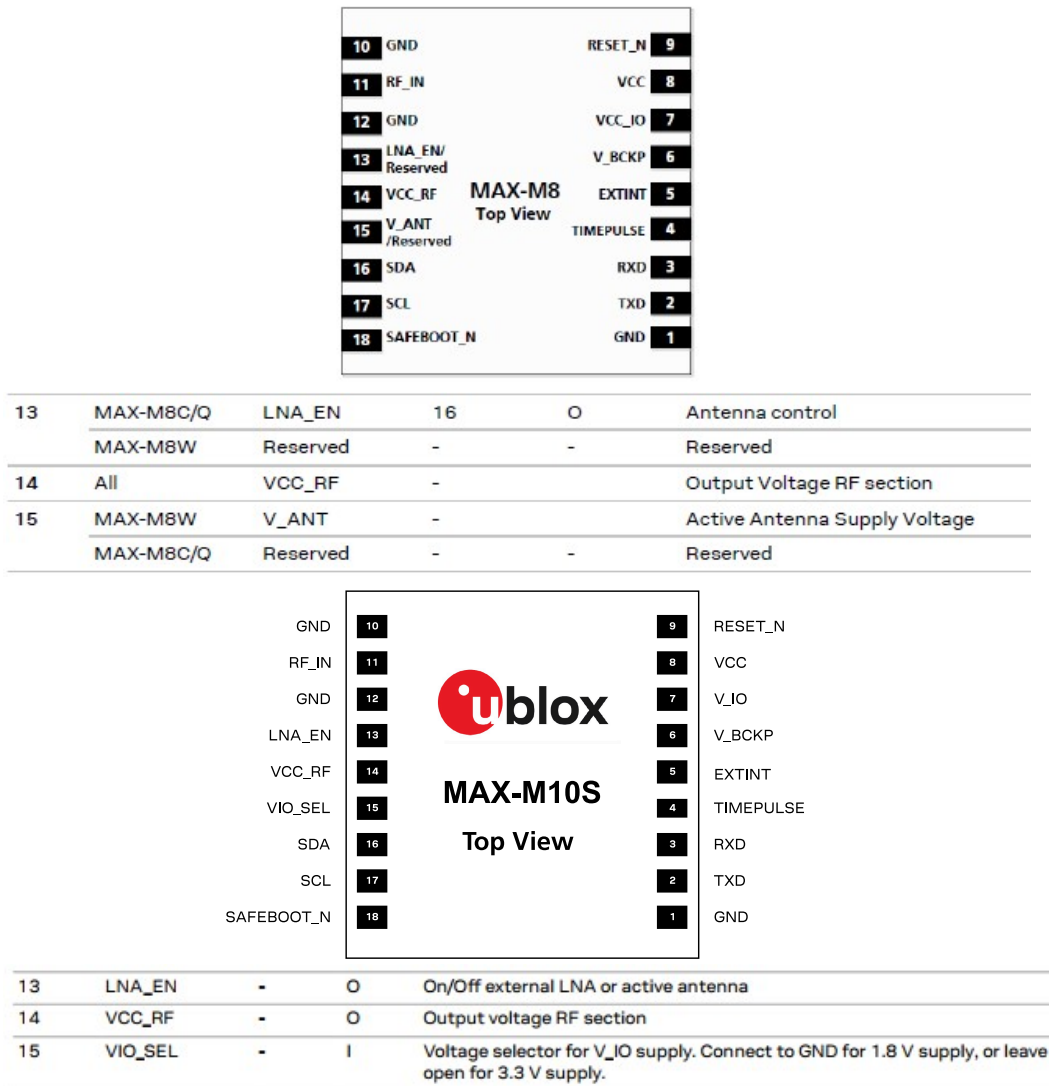 10 GND RESET_N 9
11 RF_IN VCC 8
12 GND VCC_IO 7
13 LNA_EN/ Reserved V_BCKP 6
14 VCC_RF MAX-M8 EXTINT 5
Top View
15 V_ANT /Reserved TIMEPULSE 4
16 SDA RXD 3
17 SCL TXD 2
18 SAFEBOOT_N GND 1
13 MAX-M8C/Q LNA_EN 16 O Antenna control
MAX-M8W Reserved - - Reserved
14 All VCC_RF - Output Voltage RF section
15 MAX-M8W V_ANT - Active Antenna Supply Voltage
MAX-M8C/Q Reserved - - Reserved
GND 10 9 RESET_N
RF_IN 11 8 VCC
GND 12 ublox 7 V_IO
LNA_EN 13 6 V_BCKP
VCC_RF 14 5 EXTINT
MAX-M10S
VIO_SEL 15 4 TIMEPULSE
SDA 16 Top View 3 RXD
SCL 17 2 TXD
SAFEBOOT_N 18 1 GND
13 LNA_EN - O On/Off external LNA or active antenna
14 VCC_RF - O Output voltage RF section
15 VIO_SEL - I Voltage selector for V_IO supply. Connect to GND for 1.8 V supply, or leave
open for 3.3 V supply.